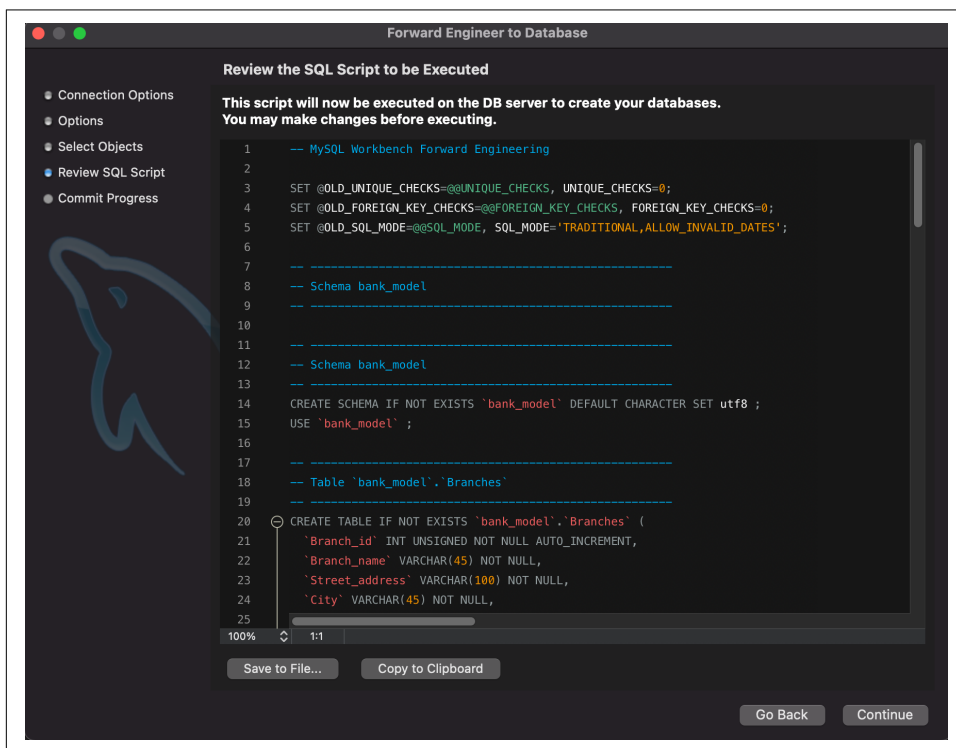 Forward Engineer to Database
Review the SQL Script to be Executed
Connection Options
Options
Select Objects
Review SQL Script
Commit Progress
This script will now be executed on the DB server to create your databases.
You may make changes before executing.
1 -- MySQL Workbench Forward Engineering
2
3 SET @OLD_UNIQUE_CHECKS=@@UNIQUE_CHECKS, UNIQUE_CHECKS=0;
4 SET @OLD_FOREIGN_KEY_CHECKS=@@FOREIGN_KEY_CHECKS, FOREIGN_KEY_CHECKS=0;
5 SET @OLD_SQL_MODE=@@SQL_MODE, SQL_MODE='TRADITIONAL,ALLOW_INVALID_DATES';
6
7 -- -----------------------------------------------------
8 -- Schema bank_model
9 -- -----------------------------------------------------
10
11 -- -----------------------------------------------------
12 -- Schema bank_model
13 -- -----------------------------------------------------
14 CREATE SCHEMA IF NOT EXISTS `bank_model` DEFAULT CHARACTER SET utf8 ;
15 USE `bank_model` ;
16
17 -- -----------------------------------------------------
18 -- Table `bank_model`.`Branches`
19 -- -----------------------------------------------------
20 CREATE TABLE IF NOT EXISTS `bank_model`.`Branches` (
21 `Branch_id` INT UNSIGNED NOT NULL AUTO_INCREMENT,
22 `Branch_name` VARCHAR(45) NOT NULL,
23 `Street_address` VARCHAR(100) NOT NULL,
24 `City` VARCHAR(45) NOT NULL,
25
100% 1:1
Save to File... Copy to Clipboard
Go Back Continue